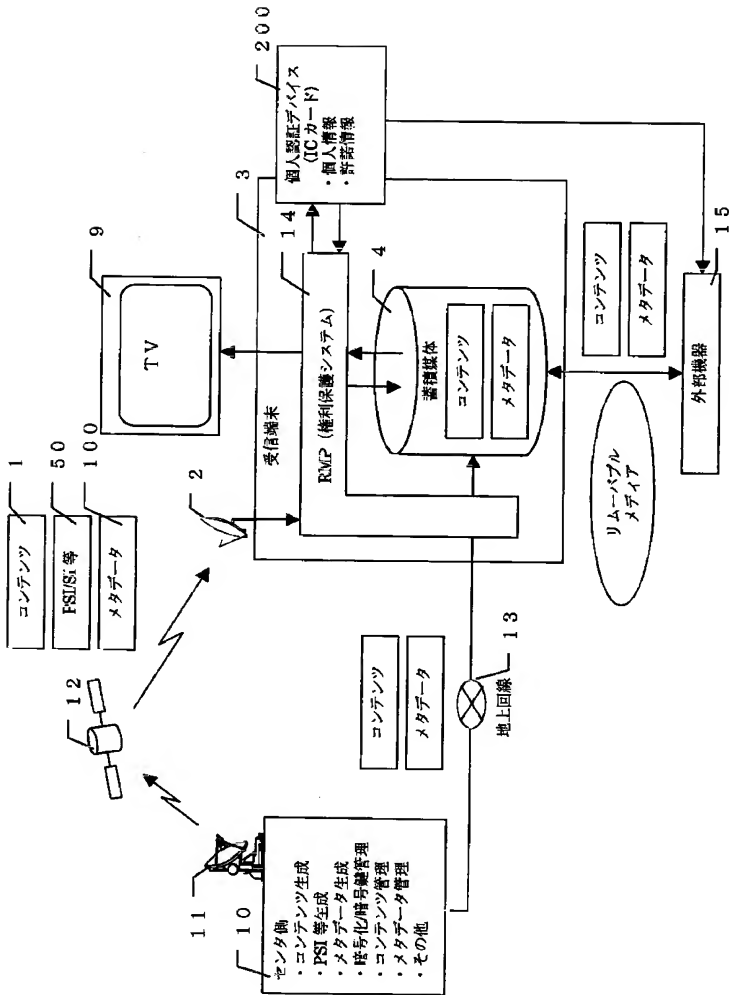 センタ側
・コンテンツ生成
・PSI等生成
・メタデータ生成
・暗号化/暗号鍵管理
・コンテンツ管理
・メタデータ管理
・その他
10
11
12
コンテンツ
1
PSI/Si 等
50
メタデータ
100
2
コンテンツ
メタデータ
13
地上回線
9
TV
受信端末
RMP (権利保護システム)
14
3
個人認証デバイス
(IC カード)
・個人情報
・許諾情報
200
4
蓄積媒体
コンテンツ
メタデータ
リムーバブル
メディア
コンテンツ
メタデータ
外部機器
15